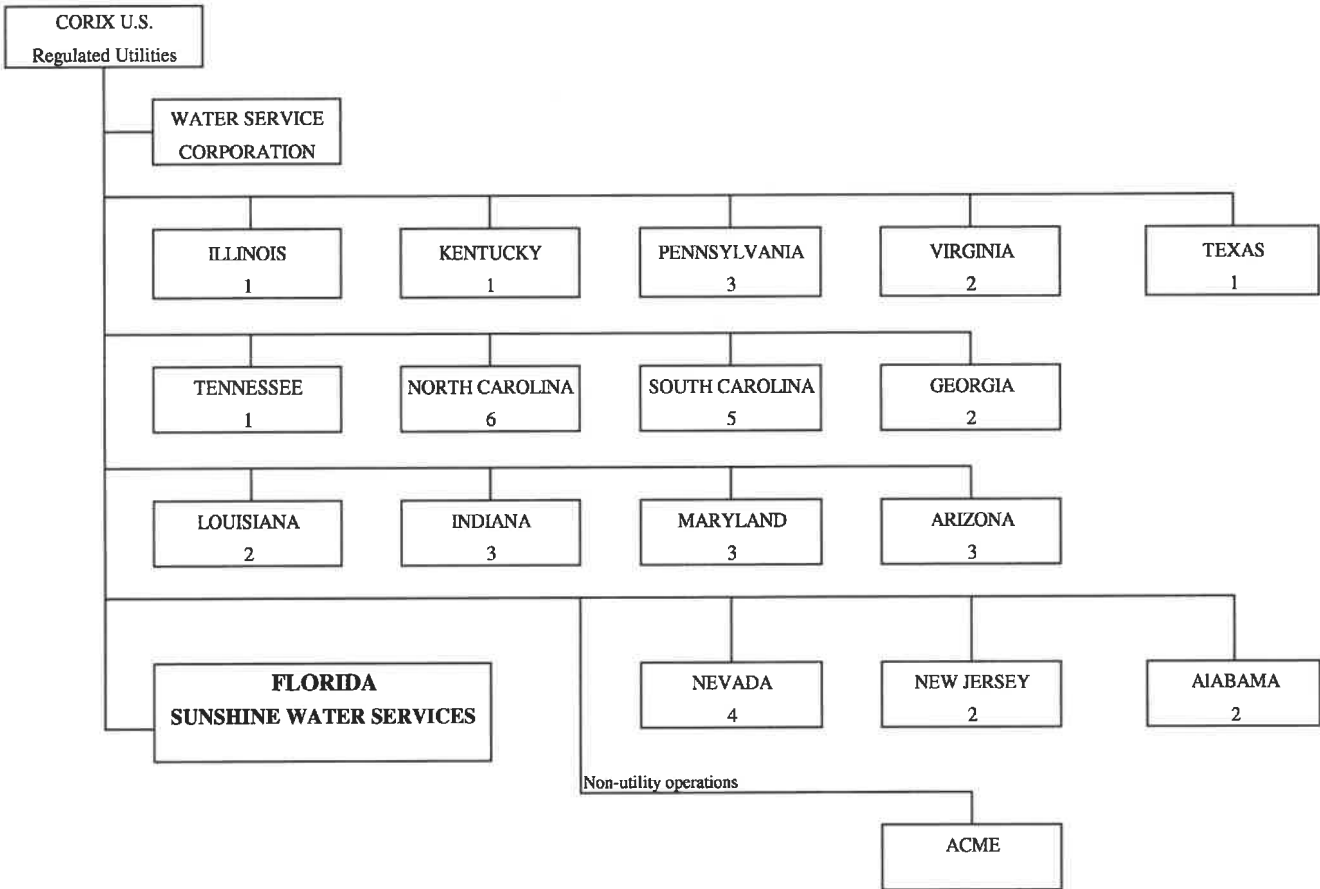 CORIX U.S.
Regulated Utilities
WATER SERVICE
CORPORATION
ILLINOIS
1
KENTUCKY
1
PENNSYLVANIA
3
VIRGINIA
2
TEXAS
1
TENNESSEE
1
NORTH CAROLINA
6
SOUTH CAROLINA
5
GEORGIA
2
LOUISIANA
2
INDIANA
3
MARYLAND
3
ARIZONA
3
FLORIDA
SUNSHINE WATER SERVICES
NEVADA
4
NEW JERSEY
2
AlABAMA
2
Non-utility operations
ACME